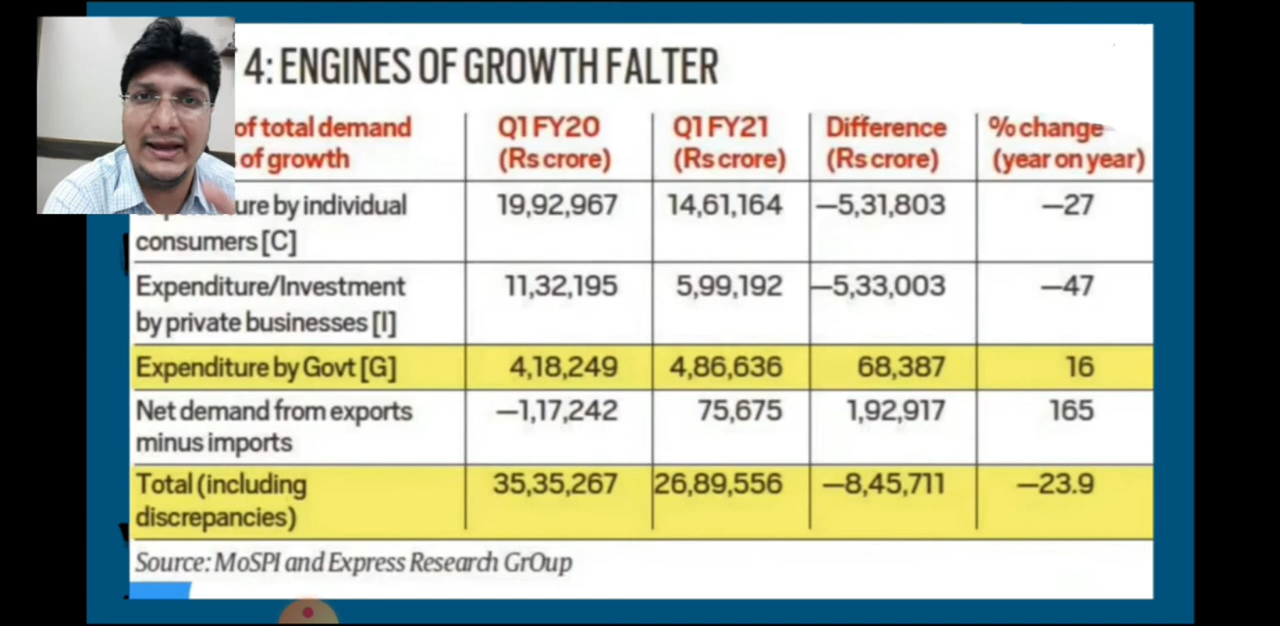 4: ENGINES OF GROWTH FALTER
of total demand
of growth
Q1 FY20
(Rs crore)
Q1 FY21
(Rs crore)
Difference
(Rs crore)
% change
(year on year)
by individual
consumers [C]
19,92,967
14,61,164
–5,31,803
–27
Expenditure/Investment
by private businesses [I]
11,32,195
5,99,192
–5,33,003
–47
Expenditure by Govt [G]
4,18,249
4,86,636
68,387
16
Net demand from exports
minus imports
–1,17,242
75,675
1,92,917
165
Total (including
discrepancies)
35,35,267
26,89,556
–8,45,711
–23.9
Source: MoSPI and Express Research GrOup